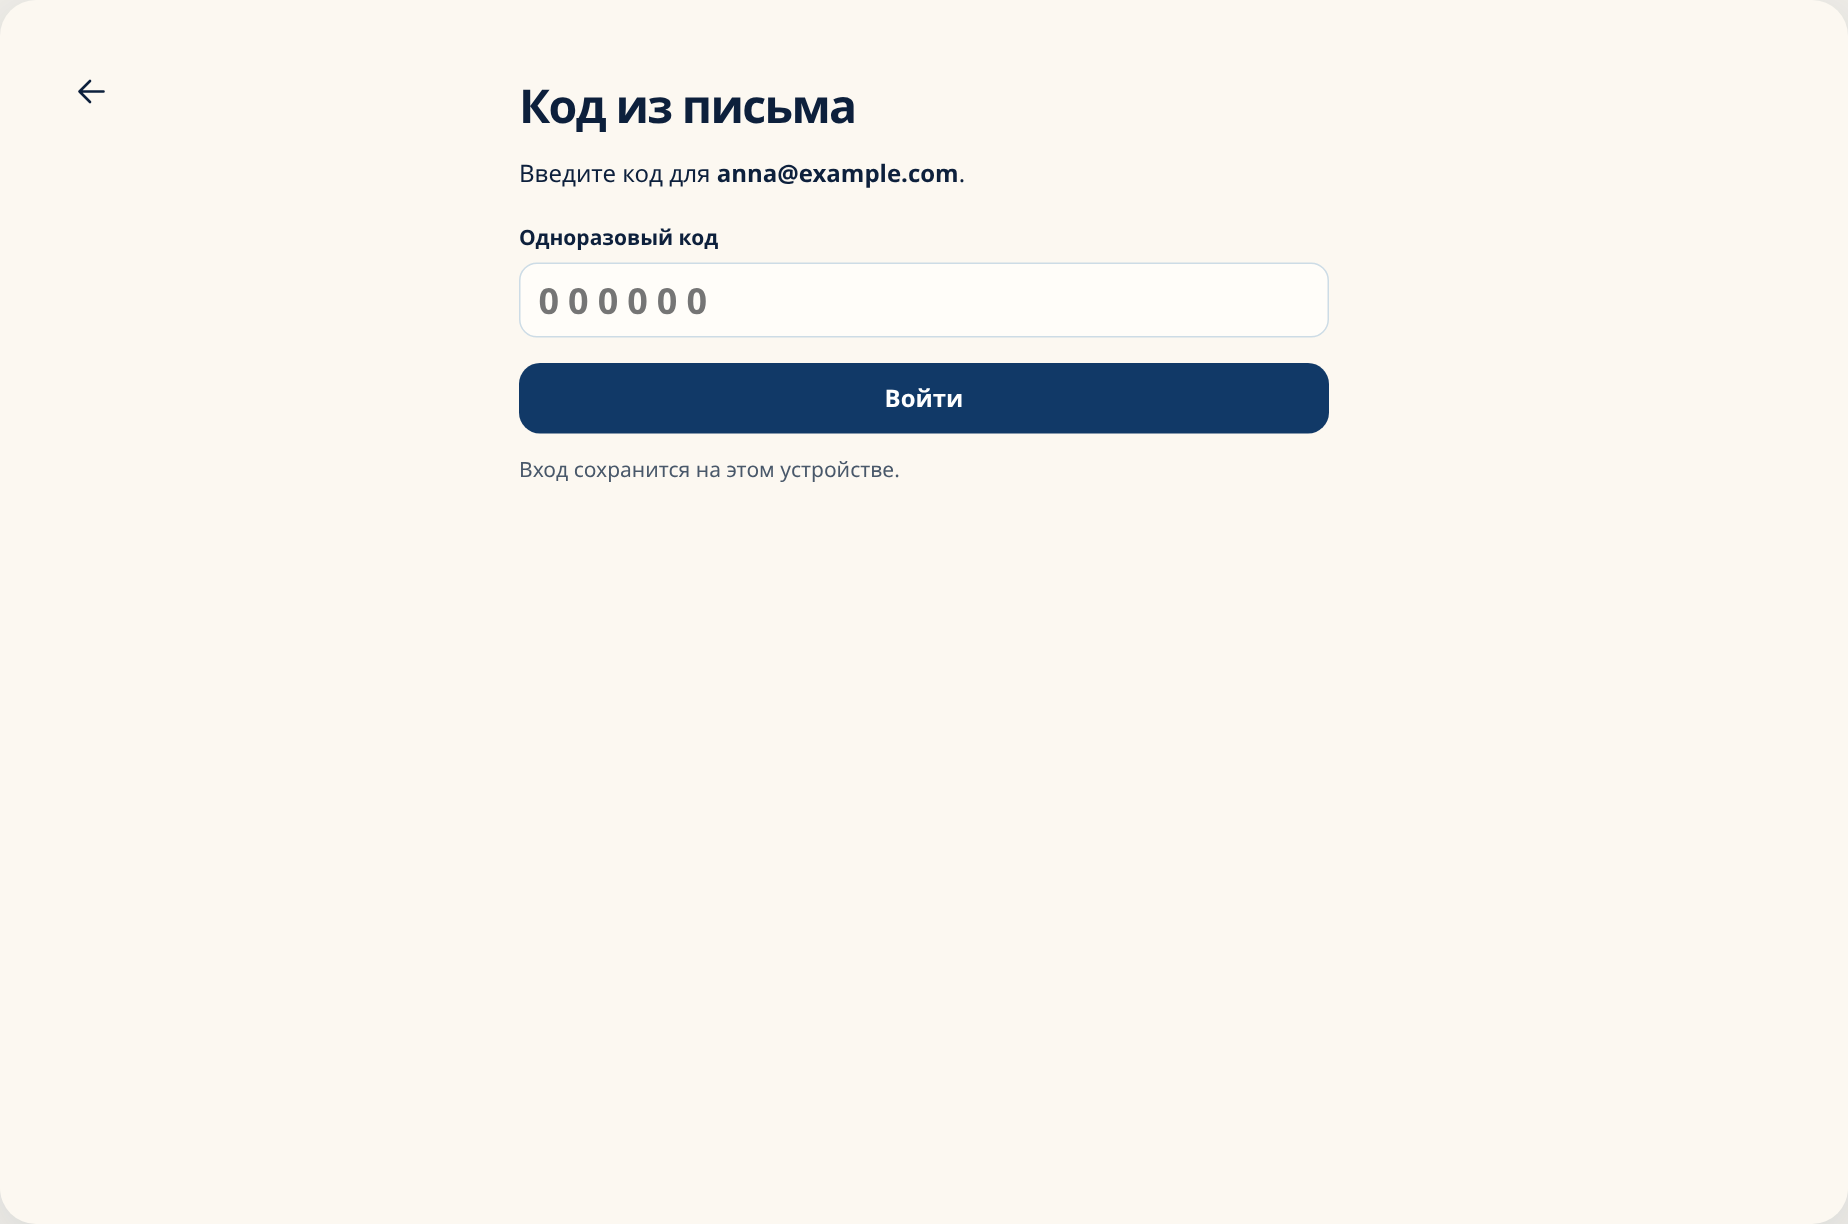 Код из письма
Введите код для anna@example.com.
Одноразовый код
000000
Войти
Вход сохранится на этом устройстве.